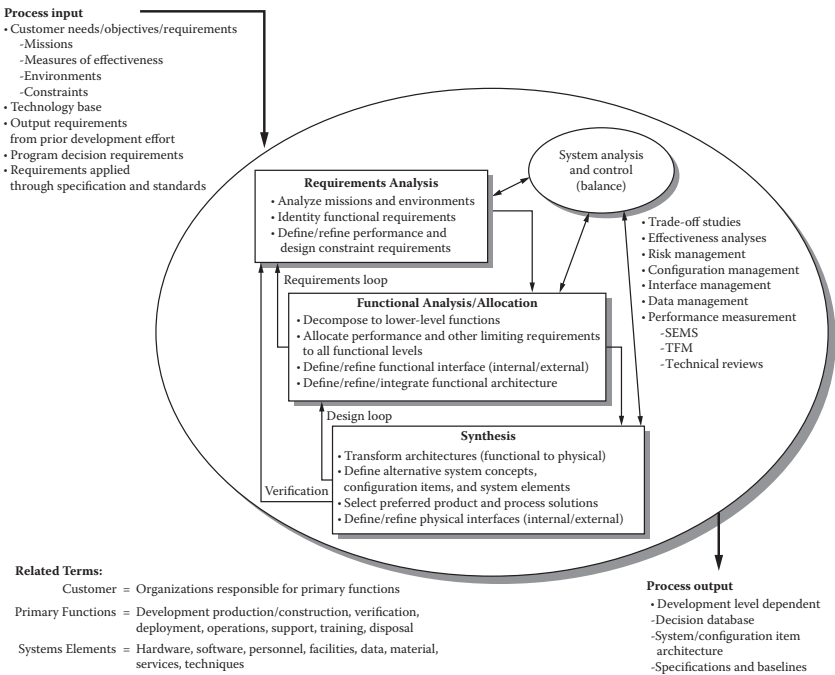 Process input
• Customer needs/objectives/requirements
-Missions
-Measures of effectiveness
-Environments
-Constraints
• Technology base
• Output requirements
from prior development effort
• Program decision requirements
• Requirements applied
through specification and standards
Requirements Analysis
• Analyze missions and environments
• Identity functional requirements
• Define/refine performance and
design constraint requirements
System analysis
and control
(balance)
• Trade-off studies
• Effectiveness analyses
• Risk management
• Configuration management
• Interface management
• Data management
• Performance measurement
-SEMS
-TFM
-Technical reviews
Requirements loop
Functional Analysis/Allocation
• Decompose to lower-level functions
• Allocate performance and other limiting requirements
to all functional levels
• Define/refine functional interface (internal/external)
• Define/refine/integrate functional architecture
Design loop
Synthesis
• Transform architectures (functional to physical)
• Define alternative system concepts,
configuration items, and system elements
• Select preferred product and process solutions
• Define/refine physical interfaces (internal/external)
Verification
Related Terms:
Customer = Organizations responsible for primary functions
Primary Functions = Development production/construction, verification,
deployment, operations, support, training, disposal
Systems Elements = Hardware, software, personnel, facilities, data, material,
services, techniques
Process output
• Development level dependent
-Decision database
-System/configuration item
architecture
-Specifications and baselines